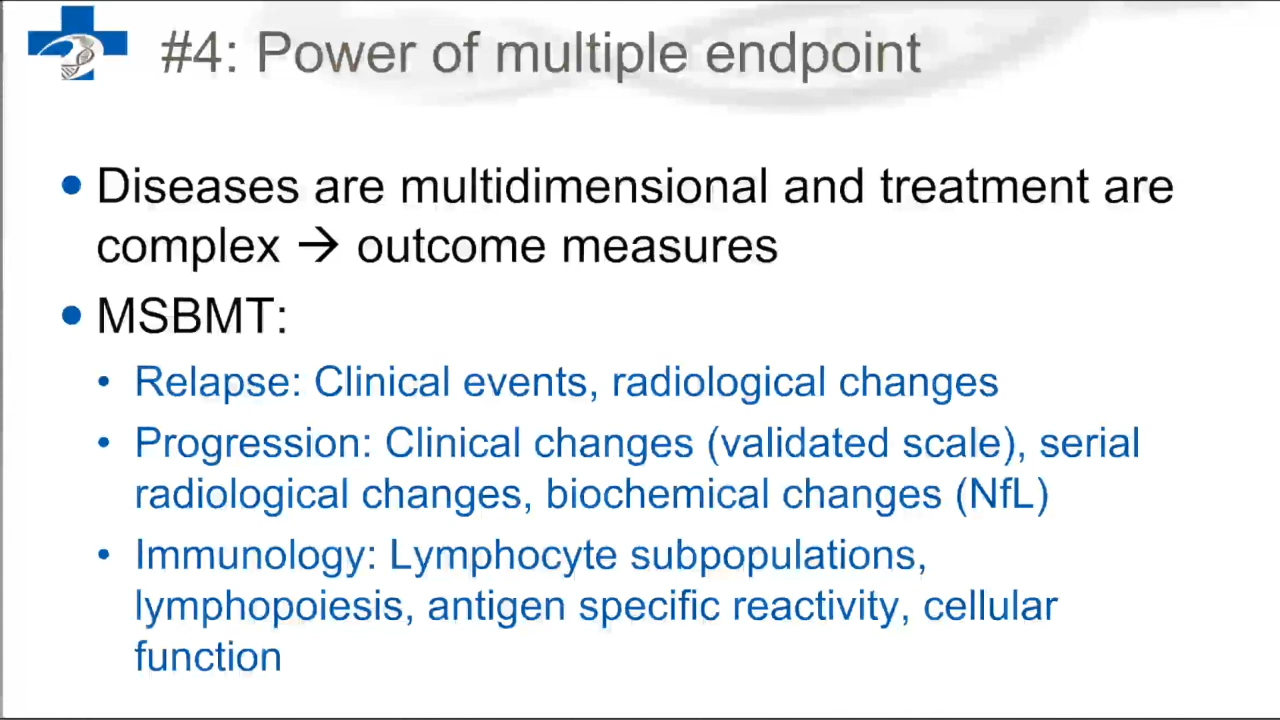 #4: Power of multiple endpoint
• Diseases are multidimensional and treatment are
complex → outcome measures
• MSBMT:
• Relapse: Clinical events, radiological changes
• Progression: Clinical changes (validated scale), serial
radiological changes, biochemical changes (NfL)
• Immunology: Lymphocyte subpopulations,
lymphopoiesis, antigen specific reactivity, cellular
function